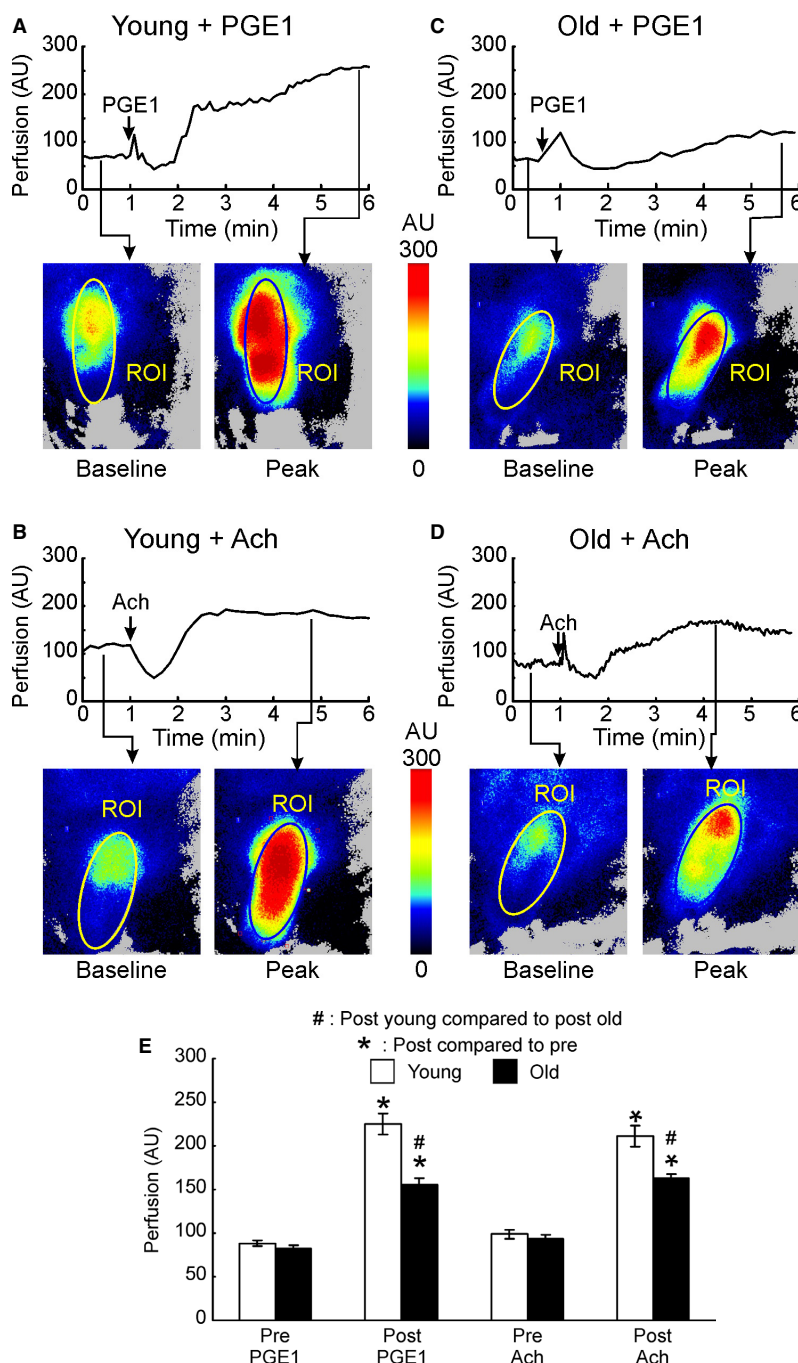 A
Young + PGE1
Perfusion (AU)
300
200
100
0
PGE1
0 1 2 3 4 5 6
Time (min)
ROI
ROI
Baseline
Peak
AU
300
0
C
Old + PGE1
Perfusion (AU)
300
200
100
0
PGE1
0 1 2 3 4 5 6
Time (min)
ROI
ROI
Baseline
Peak
B
Young + Ach
Perfusion (AU)
300
200
100
0
Ach
0 1 2 3 4 5 6
Time (min)
ROI
ROI
Baseline
Peak
AU
300
0
D
Old + Ach
Perfusion (AU)
300
200
100
0
Ach
0 1 2 3 4 5 6
Time (min)
ROI
ROI
Baseline
Peak
E
# : Post young compared to post old
* : Post compared to pre
Young
Old
Perfusion (AU)
300
250
200
150
100
50
0
*
#
*
*
#
*
Pre
PGE1
Post
PGE1
Pre
Ach
Post
Ach